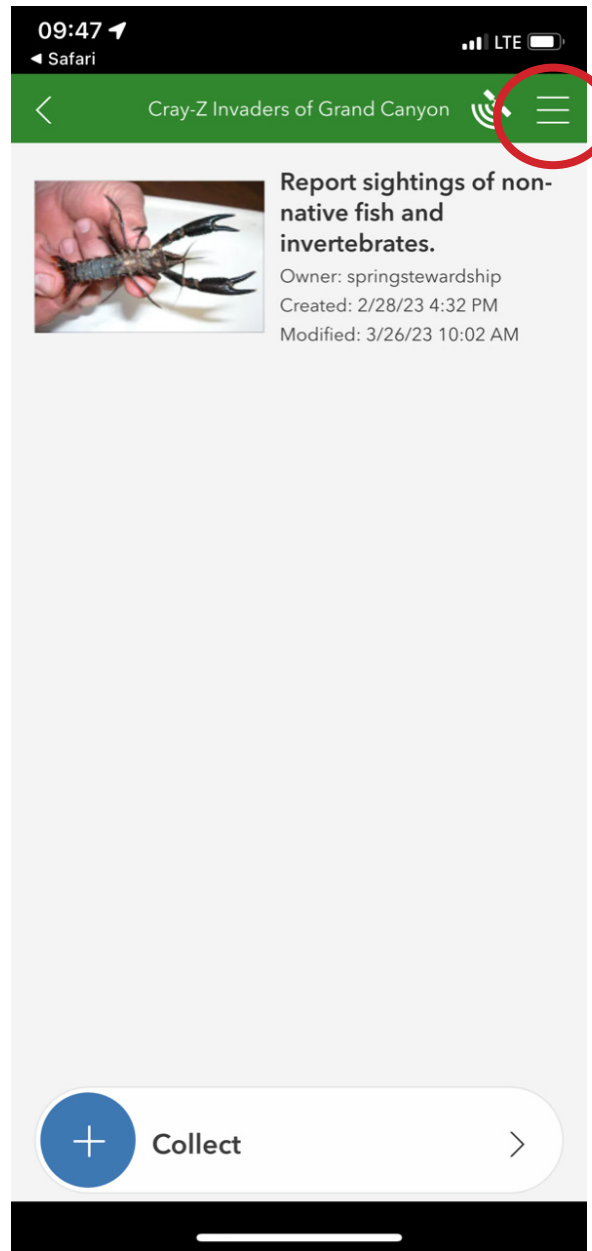 09:47
LTE
◄ Safari
Cray-Z Invaders of Grand Canyon
Report sightings of non-
native fish and
invertebrates.
Owner: springstewardship
Created: 2/28/23 4:32 PM
Modified: 3/26/23 10:02 AM
Collect